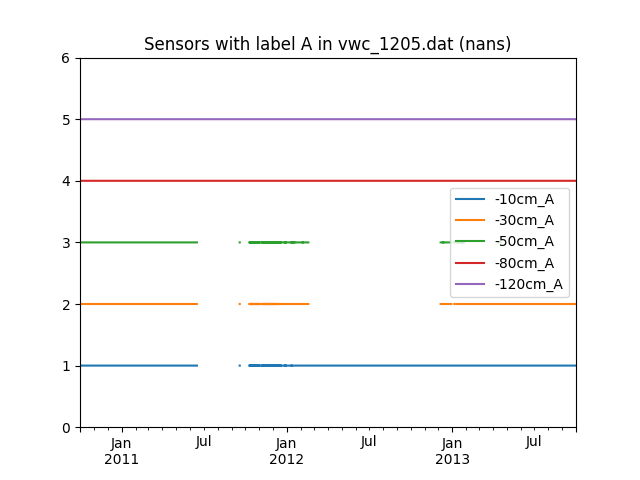 Sensors with label A in vwc_1205.dat (nans)
6
5
4
3
2
1
0
-10cm_A
-30cm_A
-50cm_A
-80cm_A
-120cm_A
Jan Jul Jan Jul Jan Jul
2011 2012 2013